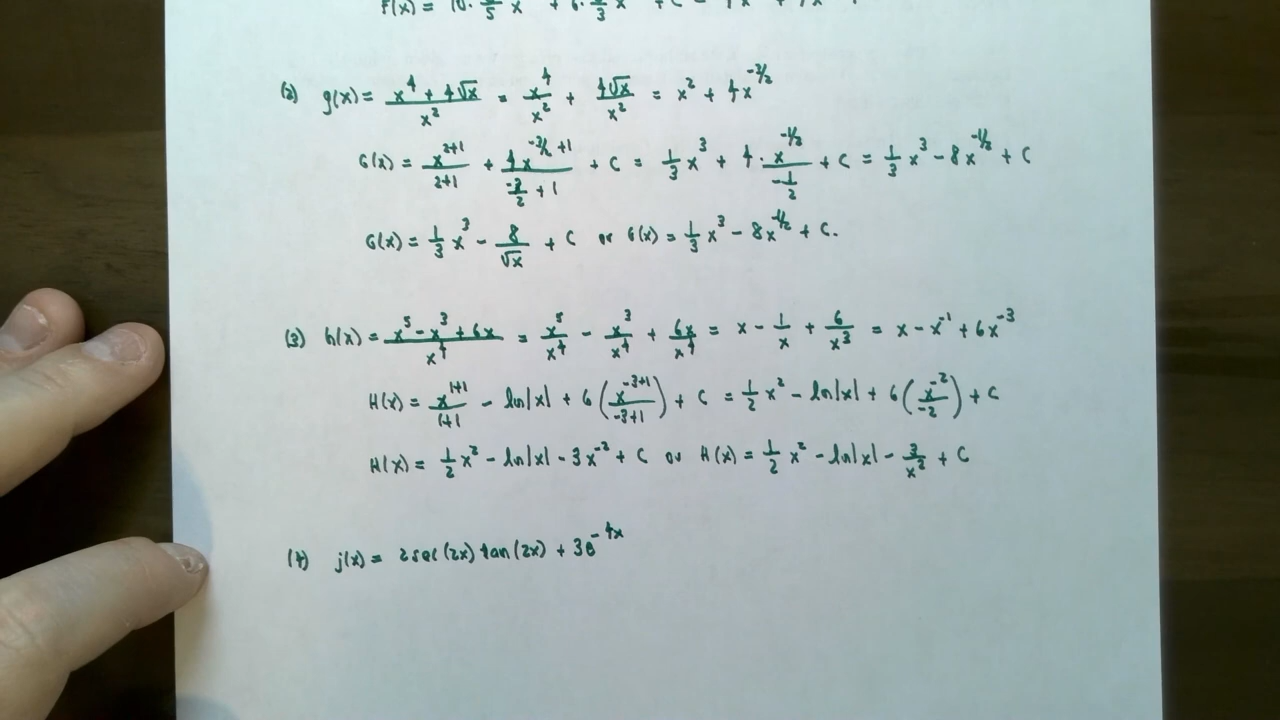 F(x) = 10 · x + 6 · x + C
(2) g(x) = (x^4 + 4√x)/x^2 = x^4/x^2 + 4√x/x^2 = x^2 + 4x^(-3/2)
G(x) = x^(2+1)/(2+1) + 4x^(-3/2 +1)/(-3/2 + 1) + C = 1/3 x^3 + 4 · x^(-1/2)/(-1/2) + C = 1/3 x^3 - 8x^(-1/2) + C
G(x) = 1/3 x^3 - 8/√x + C or G(x) = 1/3 x^3 - 8x^(-1/2) + C.
(3) h(x) = (x^5 - x^3 + 6x)/x^4 = x^5/x^4 - x^3/x^4 + 6x/x^4 = x - 1/x + 6/x^3 = x - x^-1 + 6x^-3
H(x) = x^(1+1)/(1+1) - ln|x| + 6(x^(-3+1)/(-3+1)) + C = 1/2 x^2 - ln|x| + 6(x^-2/-2) + C
H(x) = 1/2 x^2 - ln|x| - 3x^-2 + C or H(x) = 1/2 x^2 - ln|x| - 3/x^2 + C
(4) j(x) = 2sec(2x)tan(2x) + 3e^(-4x)